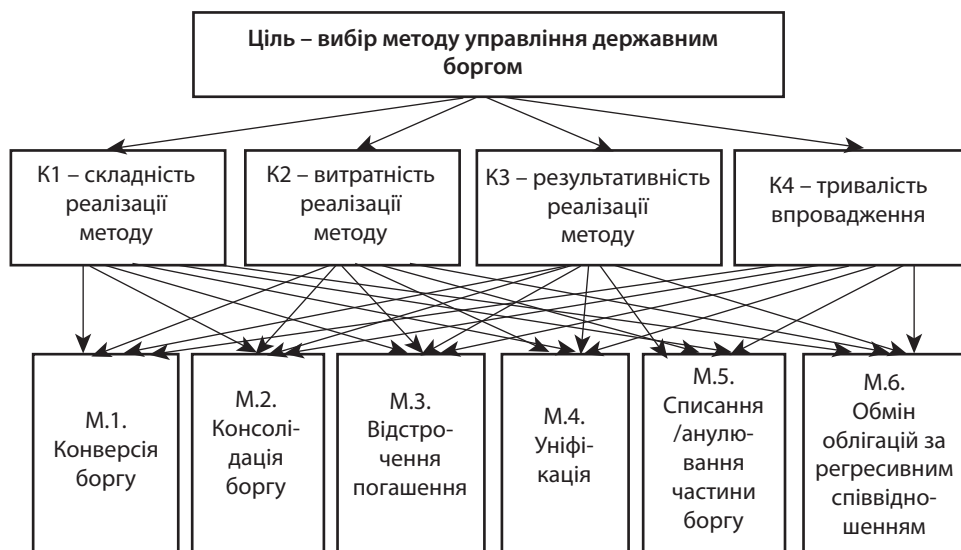 Ціль – вибір методу управління державним
боргом
К1 – складність
реалізації
методу
К2 – витратність
реалізації
методу
К3 – результативність
реалізації
методу
К4 – тривалість
впровадження
М.1.
Конверсія
боргу
М.2.
Консолі-
дація
боргу
М.3.
Відстро-
чення
погашення
М.4.
Уніфі-
кація
М.5.
Списання
/анулю-
вання
частини
боргу
М.6.
Обмін
облігацій за
регресивним
співвідно-
шенням